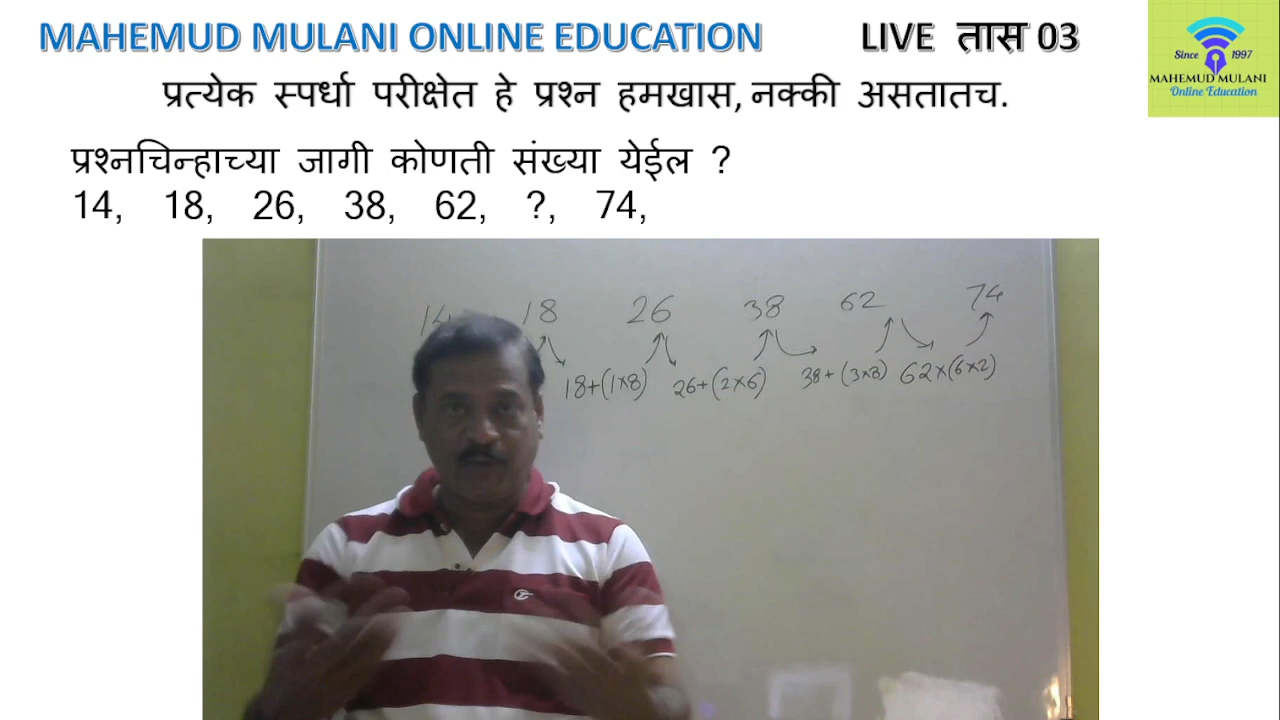 MAHEMUD MULANI ONLINE EDUCATION LIVE तास 03
Since 1997
MAHEMUD MULANI
Online Education
प्रत्येक स्पर्धा परीक्षेत हे प्रश्न हमखास, नक्की असतातच.
प्रश्नचिन्हाच्या जागी कोणती संख्या येईल ?
14, 18, 26, 38, 62, ?, 74,
14 18 26 38 62 74
18+(1×8) 26+(2×6) 38+(3×8) 62×(6×2)